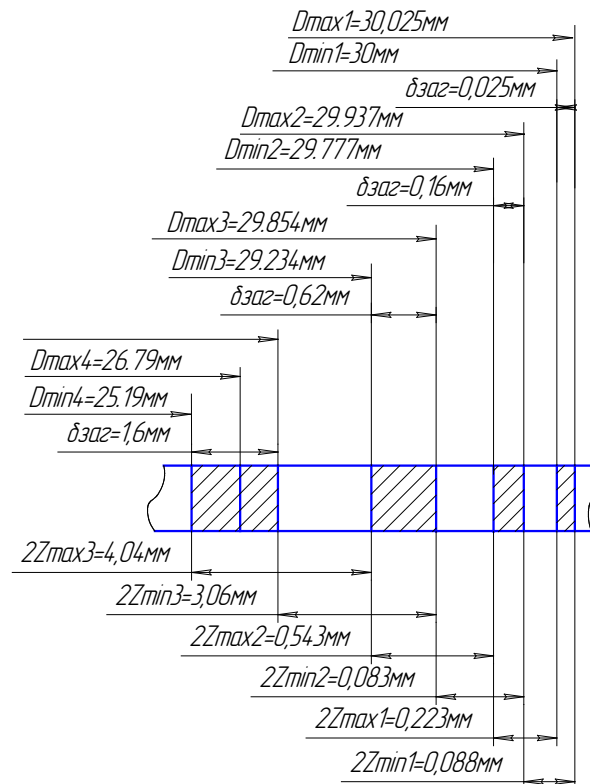 Dmax1=30,025мм
Dmin1=30мм
δзаг=0,025мм
Dmax2=29.937мм
Dmin2=29.777мм
δзаг=0,16мм
Dmax3=29.854мм
Dmin3=29.234мм
δзаг=0,62мм
Dmax4=26.79мм
Dmin4=25.19мм
δзаг=1,6мм
2Zmax3=4,04мм
2Zmin3=3,06мм
2Zmax2=0,543мм
2Zmin2=0,083мм
2Zmax1=0,223мм
2Zmin1=0,088мм